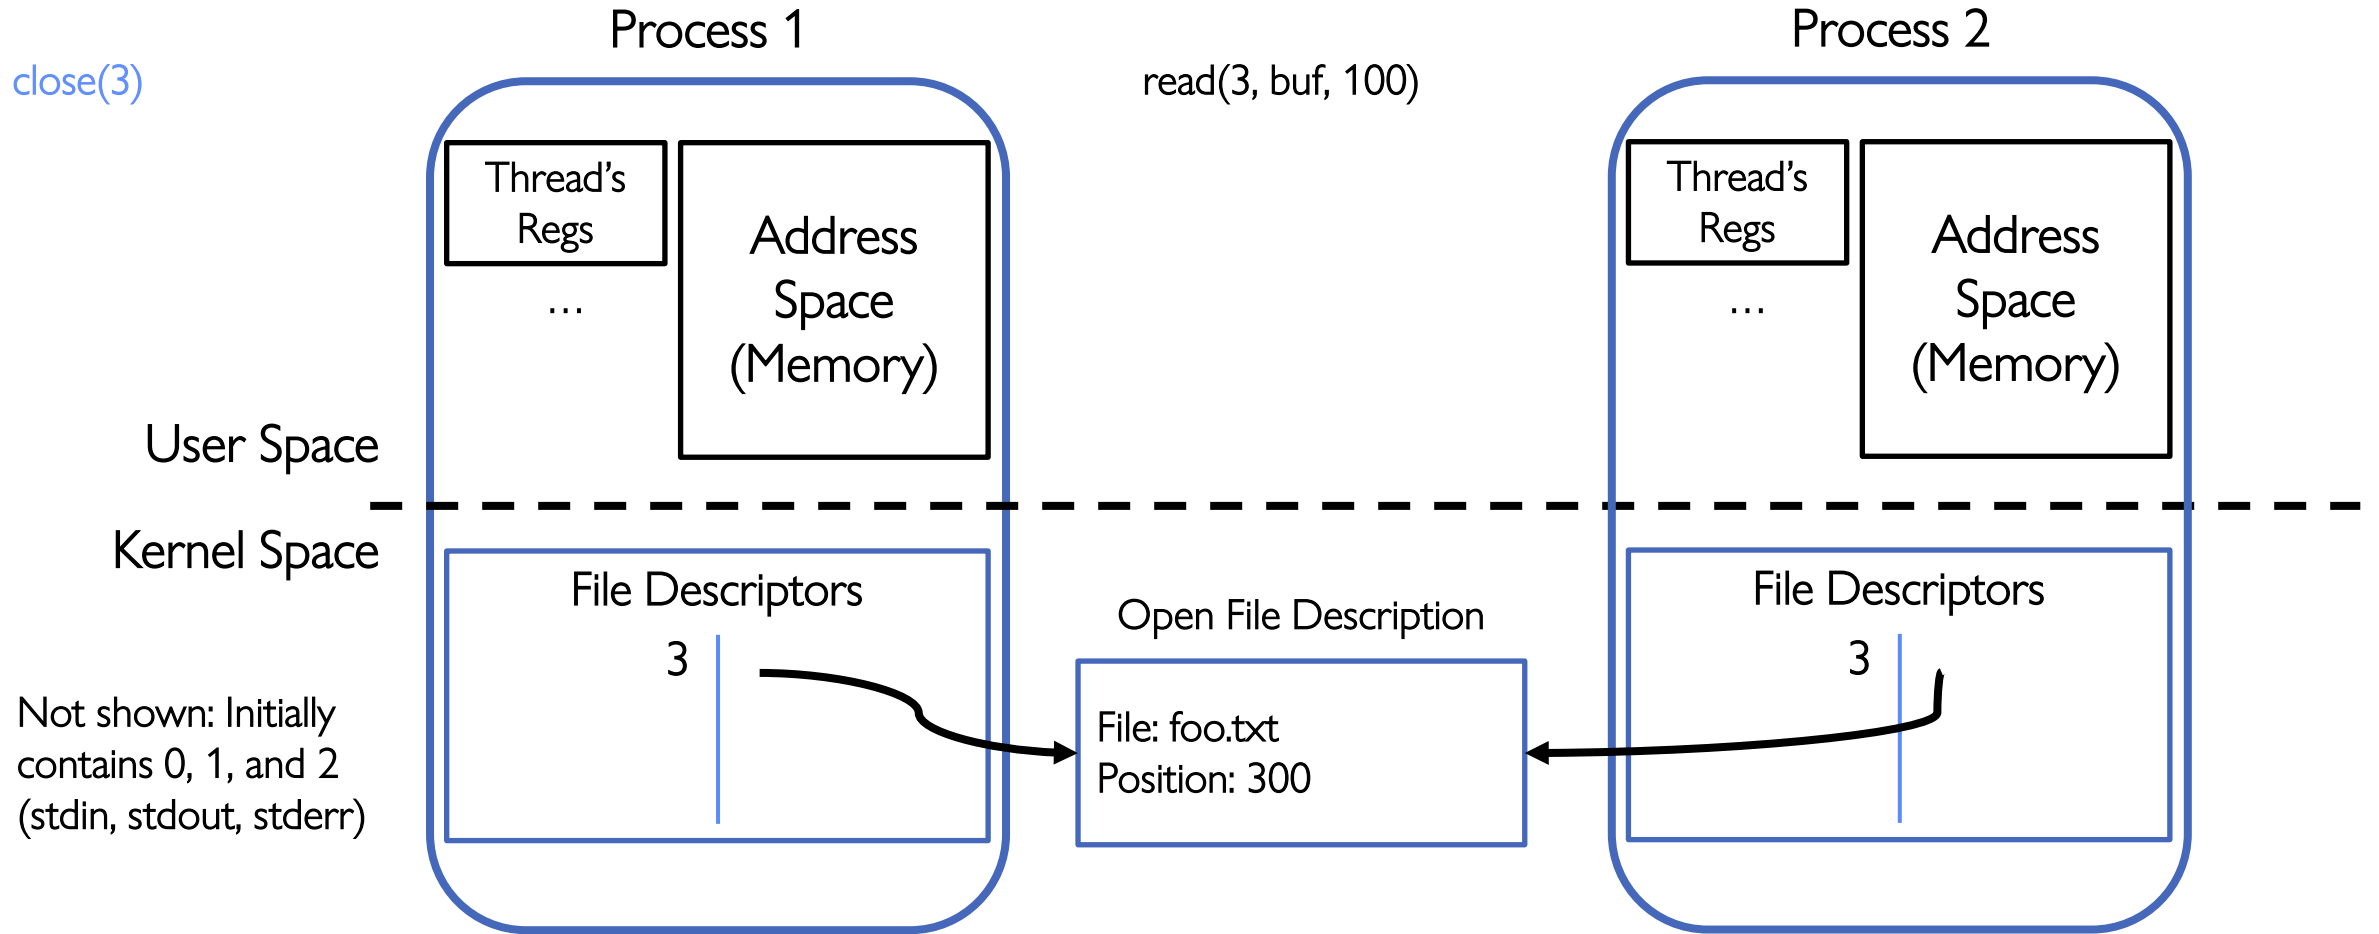 Process 1
Process 2
close(3)
read(3, buf, 100)
Thread’s
Regs
…
Address
Space
(Memory)
Thread’s
Regs
…
Address
Space
(Memory)
User Space
Kernel Space
File Descriptors
3
Open File Description
File: foo.txt
Position: 300
File Descriptors
3
Not shown: Initially
contains 0, 1, and 2
(stdin, stdout, stderr)